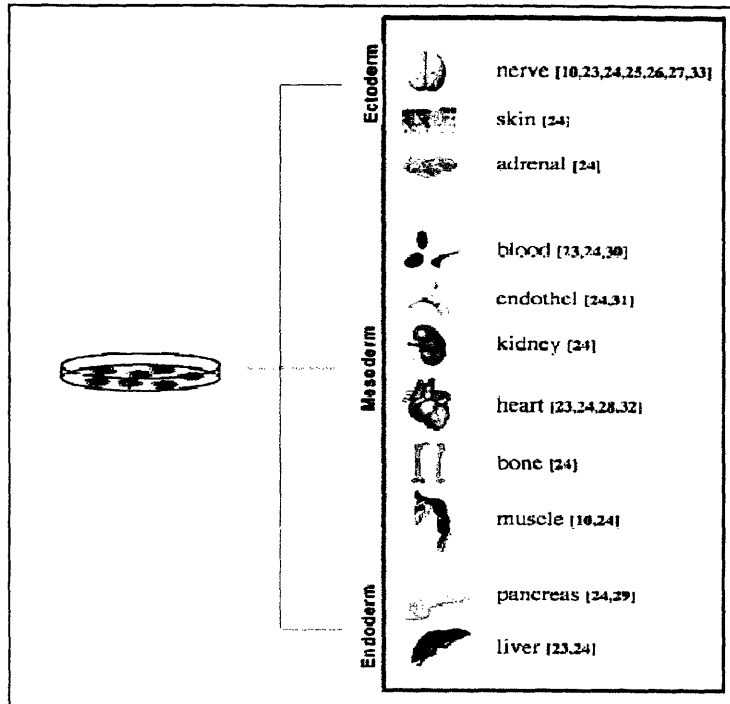 Ectoderm
nerve [10,23,24,25,26,27,33]
skin [24]
adrenal [24]
Mesoderm
blood [23,24,30]
endothel [24,31]
kidney [24]
heart [23,24,28,32]
bone [24]
muscle [10,24]
Endoderm
pancreas [24,29]
liver [23,24]